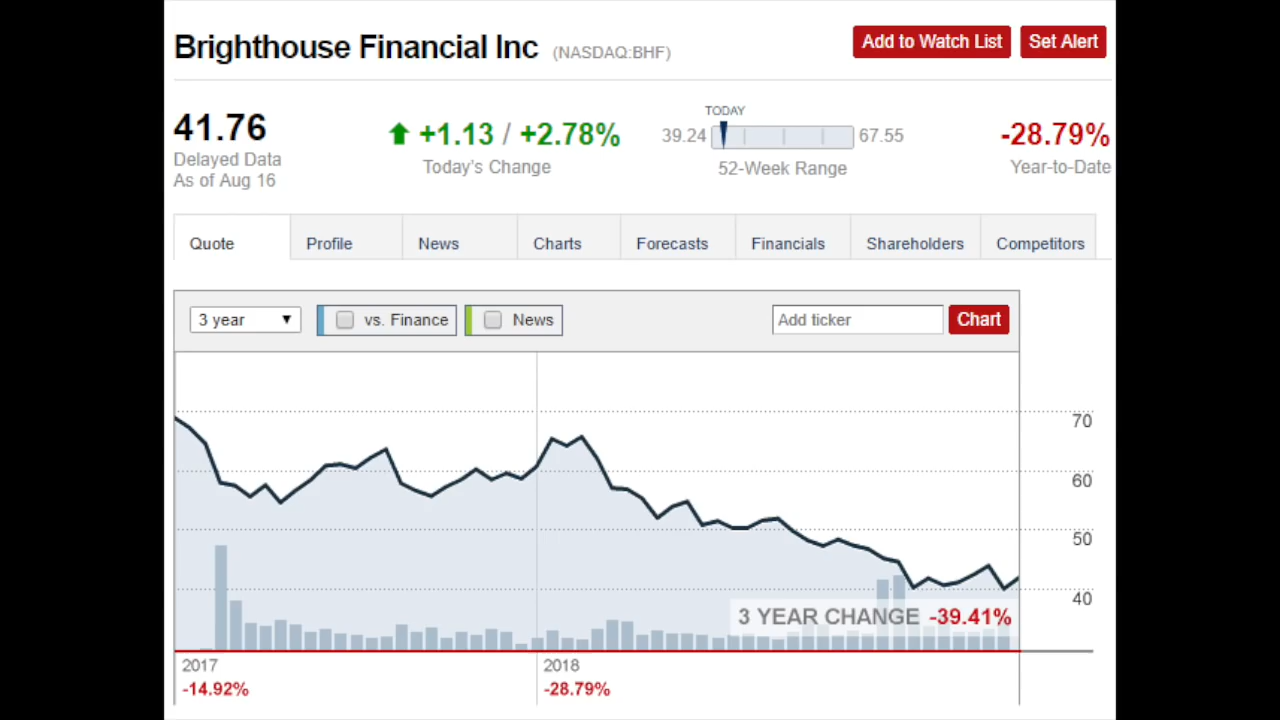 Brighthouse Financial Inc (NASDAQ:BHF)
Add to Watch List
Set Alert
41.76
Delayed Data
As of Aug 16
+1.13 / +2.78%
Today's Change
TODAY
39.24
67.55
52-Week Range
-28.79%
Year-to-Date
Quote
Profile
News
Charts
Forecasts
Financials
Shareholders
Competitors
3 year
vs. Finance
News
Add ticker
Chart
70
60
50
40
3 YEAR CHANGE -39.41%
2017
-14.92%
2018
-28.79%